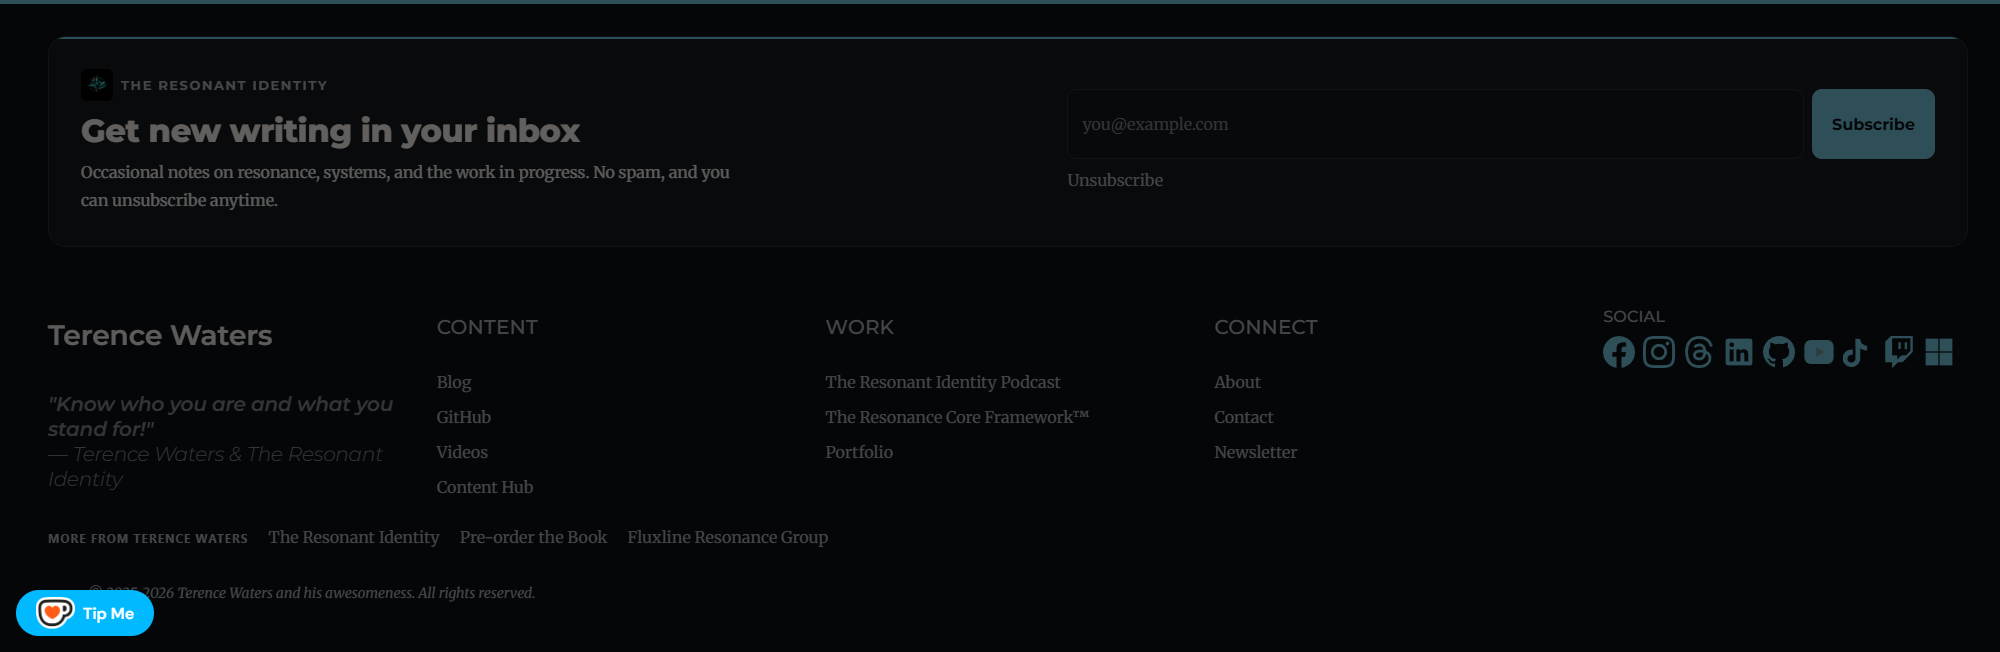 THE RESONANT IDENTITY
Get new writing in your inbox
Occasional notes on resonance, systems, and the work in progress. No spam, and you
can unsubscribe anytime.
you@example.com
Subscribe
Unsubscribe
Terence Waters
"Know who you are and what you
stand for!"
— Terence Waters & The Resonant
Identity
CONTENT
Blog
GitHub
Videos
Content Hub
WORK
The Resonant Identity Podcast
The Resonance Core Framework™
Portfolio
CONNECT
About
Contact
Newsletter
SOCIAL
MORE FROM TERENCE WATERS The Resonant Identity Pre-order the Book Fluxline Resonance Group
2026 Terence Waters and his awesomeness. All rights reserved.
Tip Me